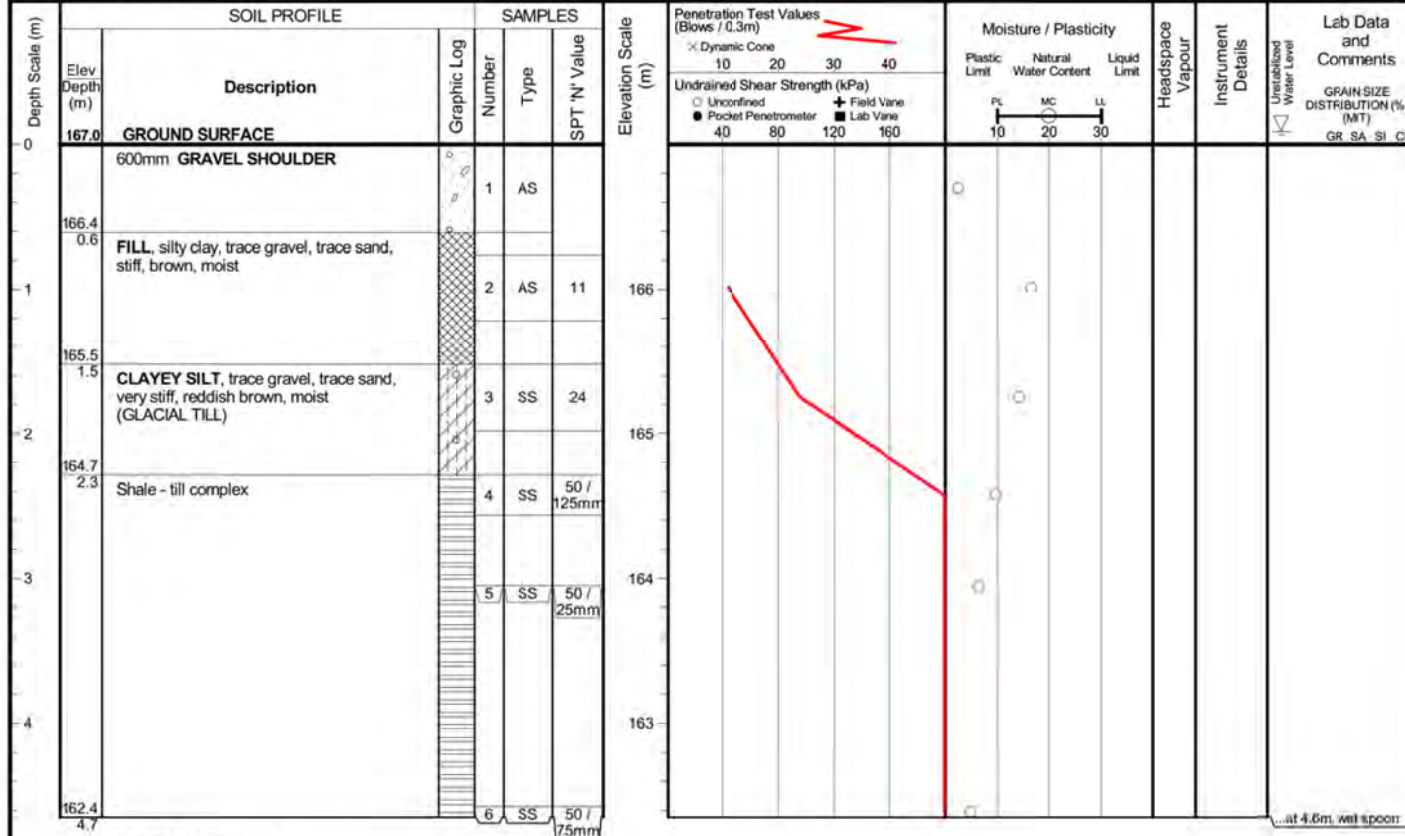 SOIL PROFILE
SAMPLES
Depth Scale (m)
Elev
Depth
(m)
Description
Graphic Log
Number
Type
SPT 'N' Value
Elevation Scale
(m)
Penetration Test Values
(Blows / 0.3m)
× Dynamic Cone
10 20 30 40
Undrained Shear Strength (kPa)
○ Unconfined + Field Vane
● Pocket Penetrometer ■ Lab Vane
40 80 120 160
Moisture / Plasticity
Plastic Natural Liquid
Limit Water Content Limit
PL MC LL
10 20 30
Headspace
Vapour
Instrument
Details
Unstabilized
Water Level
Lab Data
and
Comments
GRAIN SIZE
DISTRIBUTION (%
(MIT)
GR SA SI C
167.0 GROUND SURFACE
0
600mm GRAVEL SHOULDER
1 AS
166.4
0.6
FILL, silty clay, trace gravel, trace sand,
stiff, brown, moist
1
2 AS 11
166
165.5
1.5
CLAYEY SILT, trace gravel, trace sand,
very stiff, reddish brown, moist
(GLACIAL TILL)
3 SS 24
2
165
164.7
2.3
Shale - till complex
4 SS 50 /
125mm
3
164
5 SS 50 /
25mm
4
163
162.4
4.7
6 SS 50 /
75mm
...at 4.6m, wet spoon